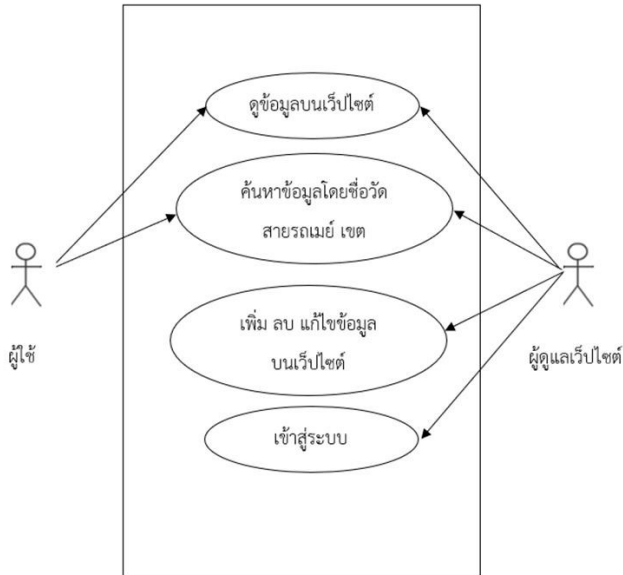 ดูข้อมูลบนเว็ปไซต์
ค้นหาข้อมูลโดยชื่อวัด
สายรถเมย์ เขต
เพิ่ม ลบ แก้ไขข้อมูล
บนเว็ปไซต์
ผู้ใช้
ผู้ดูแลเว็ปไซต์
เข้าสู่ระบบ